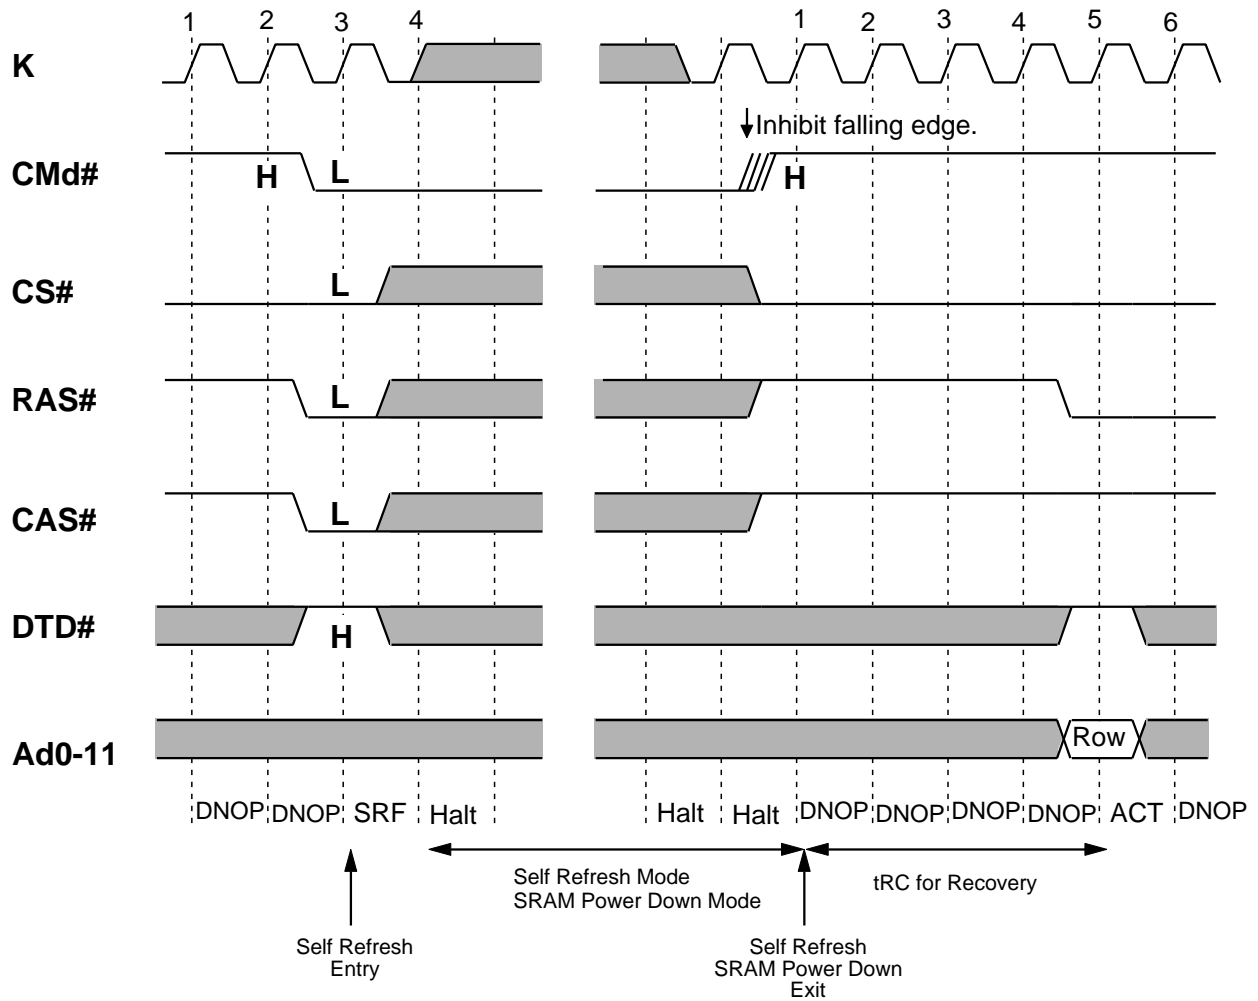 1 2 3 4 1 2 3 4 5 6
K
Inhibit falling edge.
CMd# H L H
CS# L
RAS# L
CAS# L
DTD# H
Ad0-11 Row
DNOP DNOP SRF Halt Halt Halt DNOP DNOP DNOP DNOP ACT DNOP
Self Refresh Mode
SRAM Power Down Mode
tRC for Recovery
Self Refresh
Entry
Self Refresh
SRAM Power Down
Exit